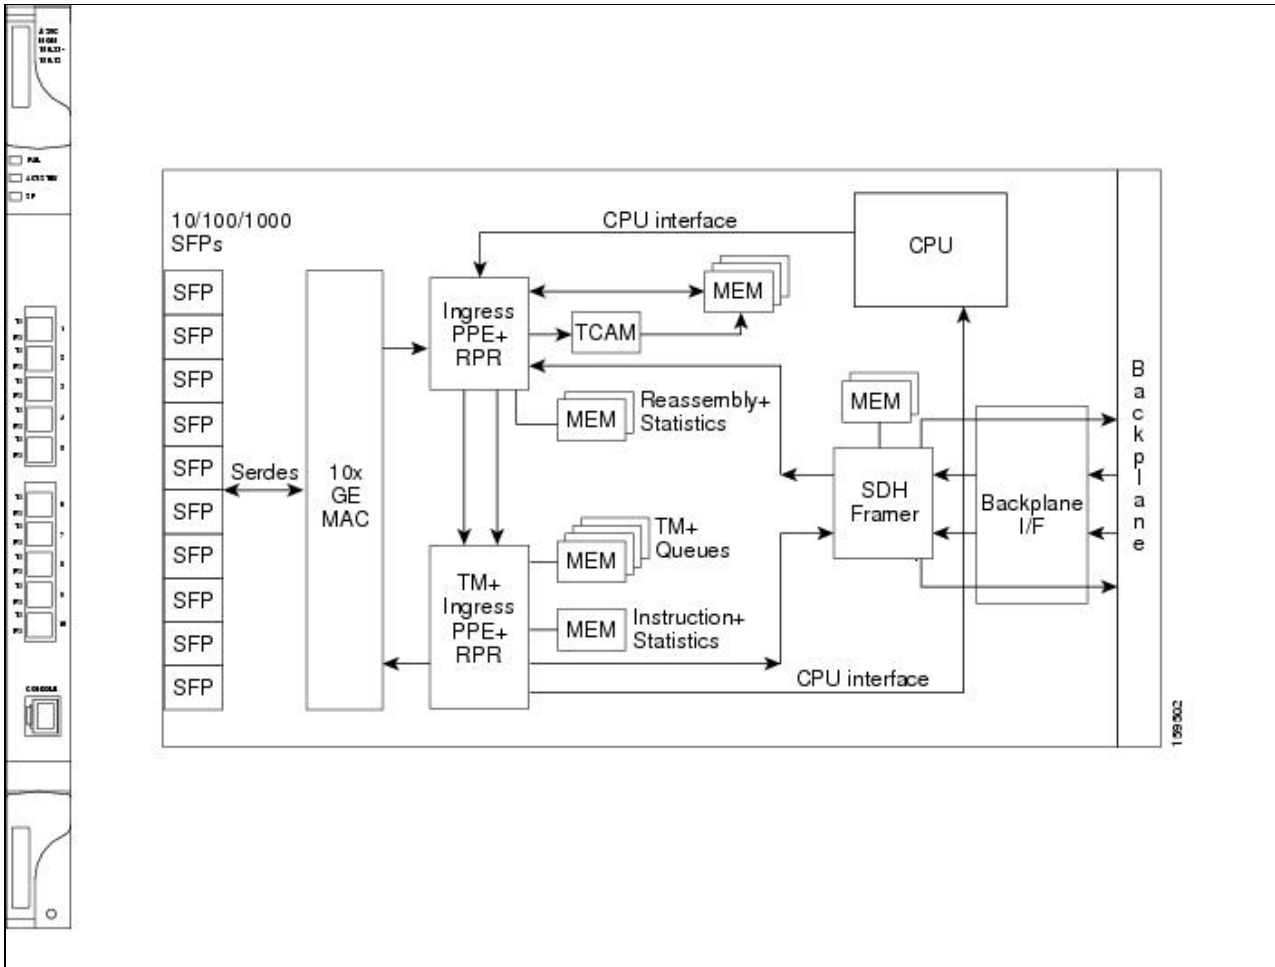 10/100/1000
SFPs
SFP
SFP
SFP
SFP
SFP
SFP
SFP
SFP
SFP
SFP
Serdes
10x
GE
MAC
CPU interface
CPU
Ingress
PPE+
RPR
MEM
TCAM
MEM
Reassembly+
Statistics
MEM
SDH
Framer
Backplane
I/F
Backplane
TM+
Ingress
PPE+
RPR
MEM
TM+
Queues
MEM
Instruction+
Statistics
CPU interface
CONSOLE
159502